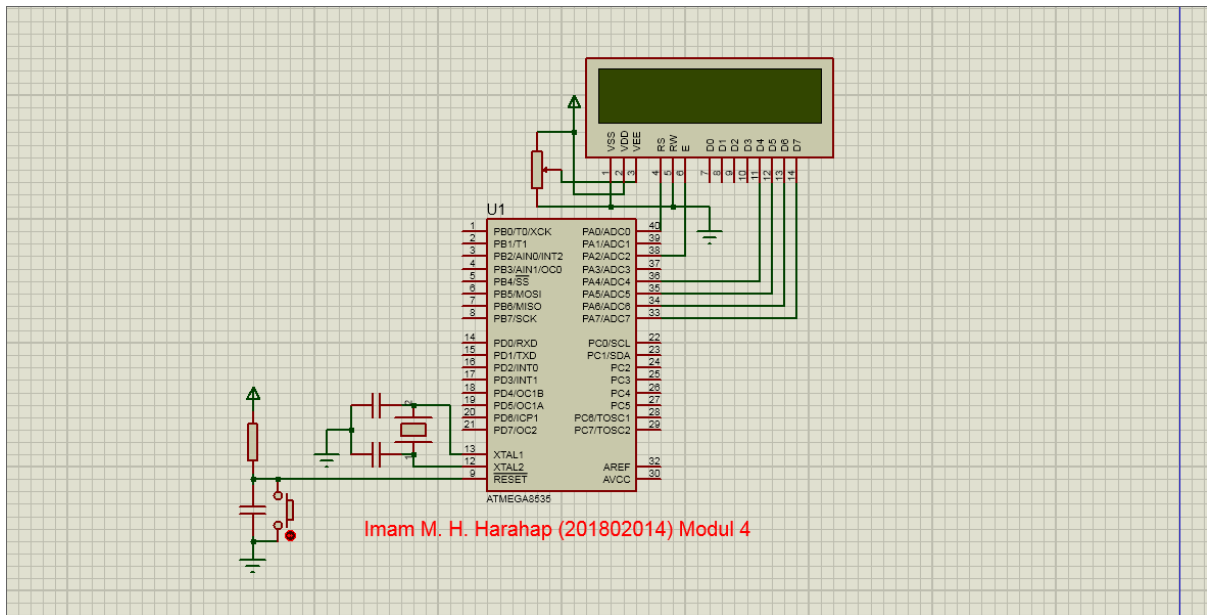 VSS VDD VEE RS RW E D0 D1 D2 D3 D4 D5 D6 D7
1 2 3 4 5 6 7 8 9 10 11 12 13 14
U1
1 PB0/T0/XCK PA0/ADC0 40
2 PB1/T1 PA1/ADC1 39
3 PB2/AIN0/INT2 PA2/ADC2 38
4 PB3/AIN1/OC0 PA3/ADC3 37
5 PB4/SS PA4/ADC4 36
6 PB5/MOSI PA5/ADC5 35
7 PB6/MISO PA6/ADC6 34
8 PB7/SCK PA7/ADC7 33
14 PD0/RXD PC0/SCL 22
15 PD1/TXD PC1/SDA 23
16 PD2/INT0 PC2 24
17 PD3/INT1 PC3 25
18 PD4/OC1B PC4 26
19 PD5/OC1A PC5 27
20 PD6/ICP1 PC6/TOSC1 28
21 PD7/OC2 PC7/TOSC2 29
13 XTAL1
12 XTAL2 AREF 32
9 RESET AVCC 30
ATMEGA8535
Imam M. H. Harahap (201802014) Modul 4